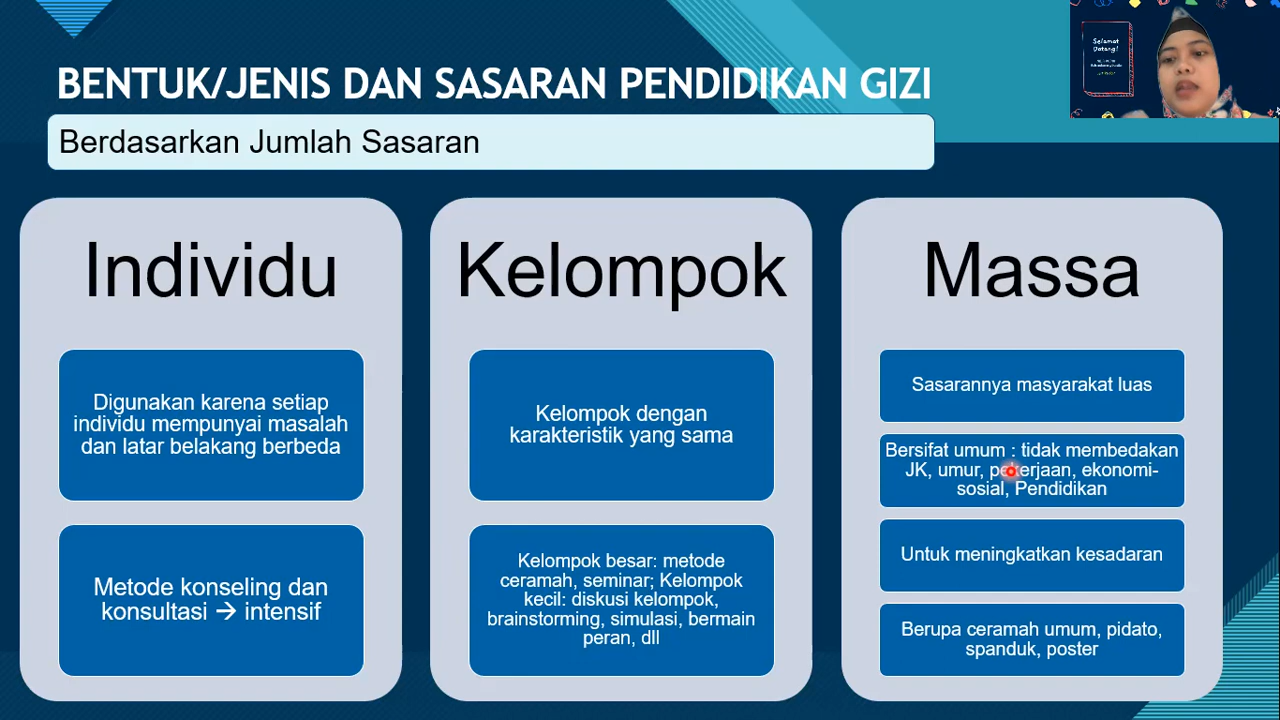 BENTUK/JENIS DAN SASARAN PENDIDIKAN GIZI
Berdasarkan Jumlah Sasaran
Individu
Digunakan karena setiap
individu mempunyai masalah
dan latar belakang berbeda
Metode konseling dan
konsultasi → intensif
Kelompok
Kelompok dengan
karakteristik yang sama
Kelompok besar: metode
ceramah, seminar; Kelompok
kecil: diskusi kelompok,
brainstorming, simulasi, bermain
peran, dll
Massa
Sasarannya masyarakat luas
Bersifat umum : tidak membedakan
JK, umur, pekerjaan, ekonomi-
sosial, Pendidikan
Untuk meningkatkan kesadaran
Berupa ceramah umum, pidato,
spanduk, poster
Selamat
Datang!